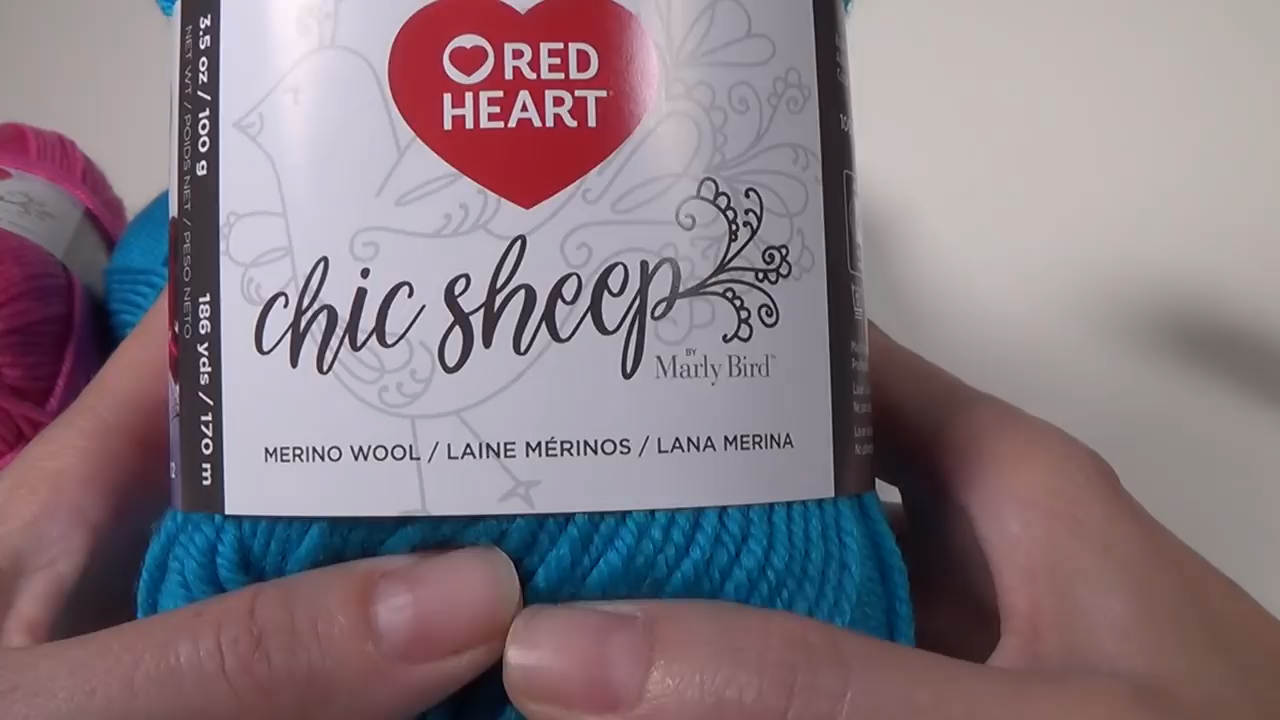 RED
HEART
chic sheep
BY
Marly Bird™
MERINO WOOL / LAINE MÉRINOS / LANA MERINA
3.5 oz / 100 g 186 yds / 170 m
NET WT / POIDS NET / PESO NETO